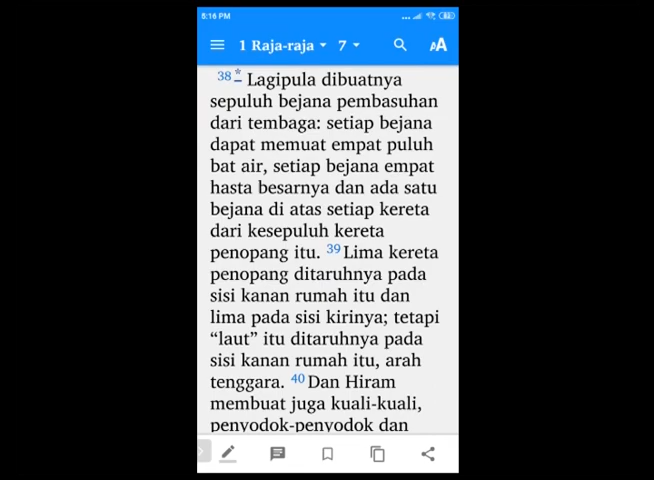 5:16 PM
1 Raja-raja 7
AA
38 * Lagipula dibuatnya
sepuluh bejana pembasuhan
dari tembaga: setiap bejana
dapat memuat empat puluh
bat air, setiap bejana empat
hasta besarnya dan ada satu
bejana di atas setiap kereta
dari kesepuluh kereta
penopang itu. 39 Lima kereta
penopang ditaruhnya pada
sisi kanan rumah itu dan
lima pada sisi kirinya; tetapi
“laut” itu ditaruhnya pada
sisi kanan rumah itu, arah
tenggara. 40 Dan Hiram
membuat juga kuali-kuali,
penyodok-penyodok dan